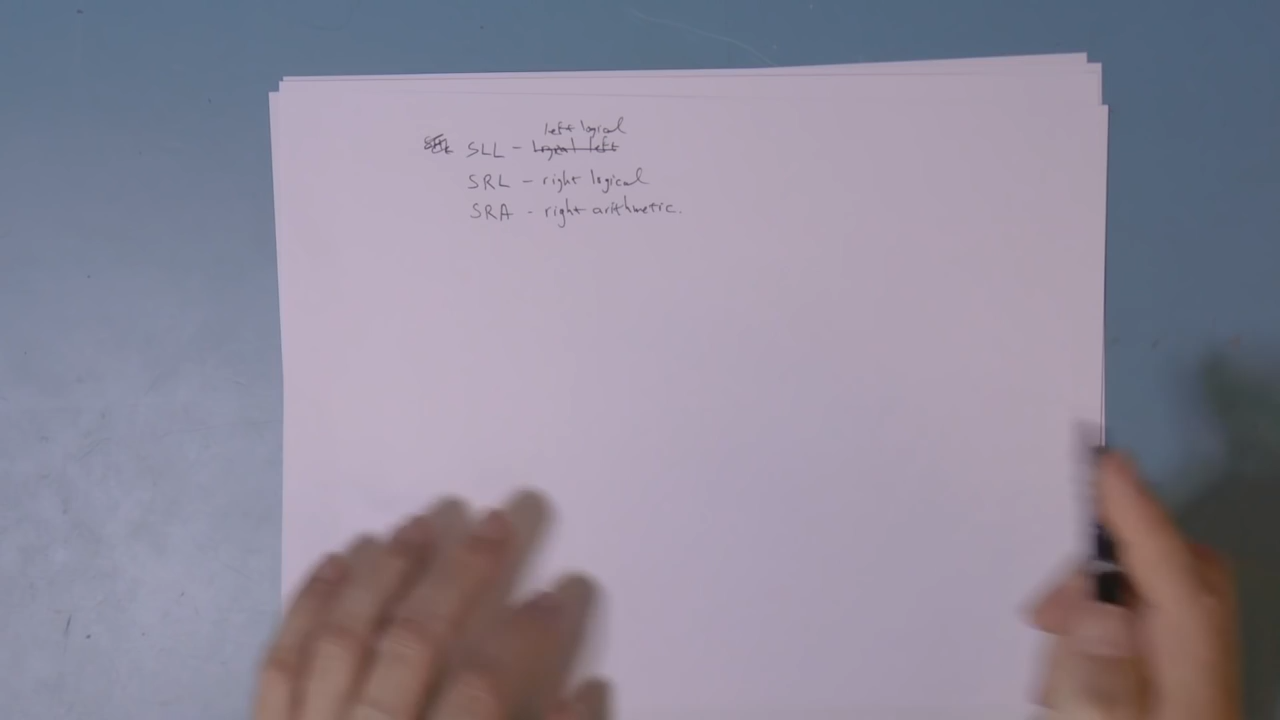 left logical
SLL - logical left
SRL - right logical
SRA - right arithmetic.